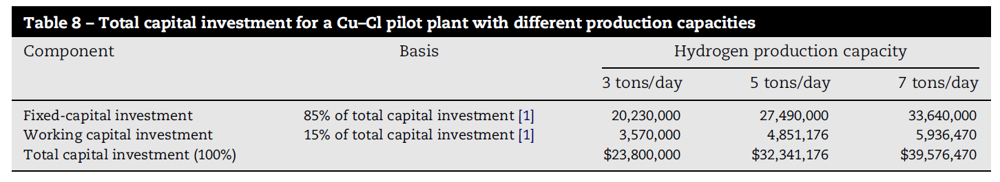 Table 8 – Total capital investment for a Cu–Cl pilot plant with different production capacities
Component Basis Hydrogen production capacity
3 tons/day 5 tons/day 7 tons/day
Fixed-capital investment 85% of total capital investment [1] 20,230,000 27,490,000 33,640,000
Working capital investment 15% of total capital investment [1] 3,570,000 4,851,176 5,936,470
Total capital investment (100%) $23,800,000 $32,341,176 $39,576,470